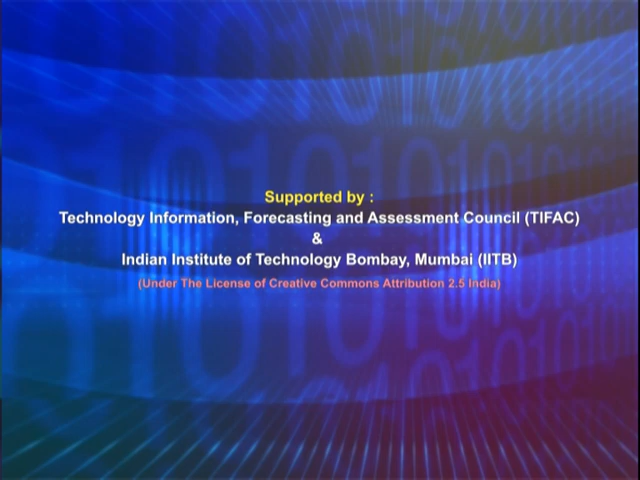 Supported by :
Technology Information, Forecasting and Assessment Council (TIFAC)
&
Indian Institute of Technology Bombay, Mumbai (IITB)
(Under The License of Creative Commons Attribution 2.5 India)